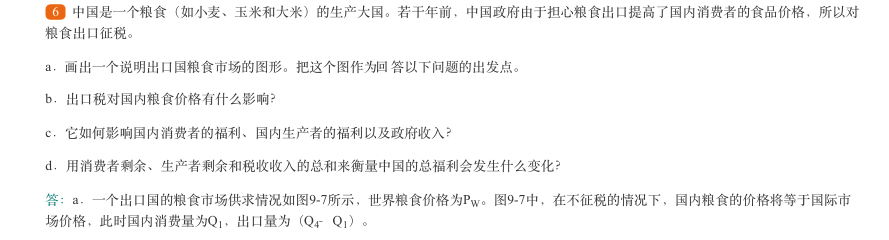 6 中国是一个粮食（如小麦、玉米和大米）的生产大国。若干年前，中国政府由于担心粮食出口提高了国内消费者的食品价格，所以对
粮食出口征税。
a．画出一个说明出口国粮食市场的图形。把这个图作为回 答以下问题的出发点。
b．出口税对国内粮食价格有什么影响?
c．它如何影响国内消费者的福利、国内生产者的福利以及政府收入?
d．用消费者剩余、生产者剩余和税收收入的总和来衡量中国的总福利会发生什么变化?
答：a．一个出口国的粮食市场供求情况如图9-7所示，世界粮食价格为PW。图9-7中，在不征税的情况下，国内粮食的价格将等于国际市
场价格，此时国内消费量为Q1，出口量为（Q4- Q1）。